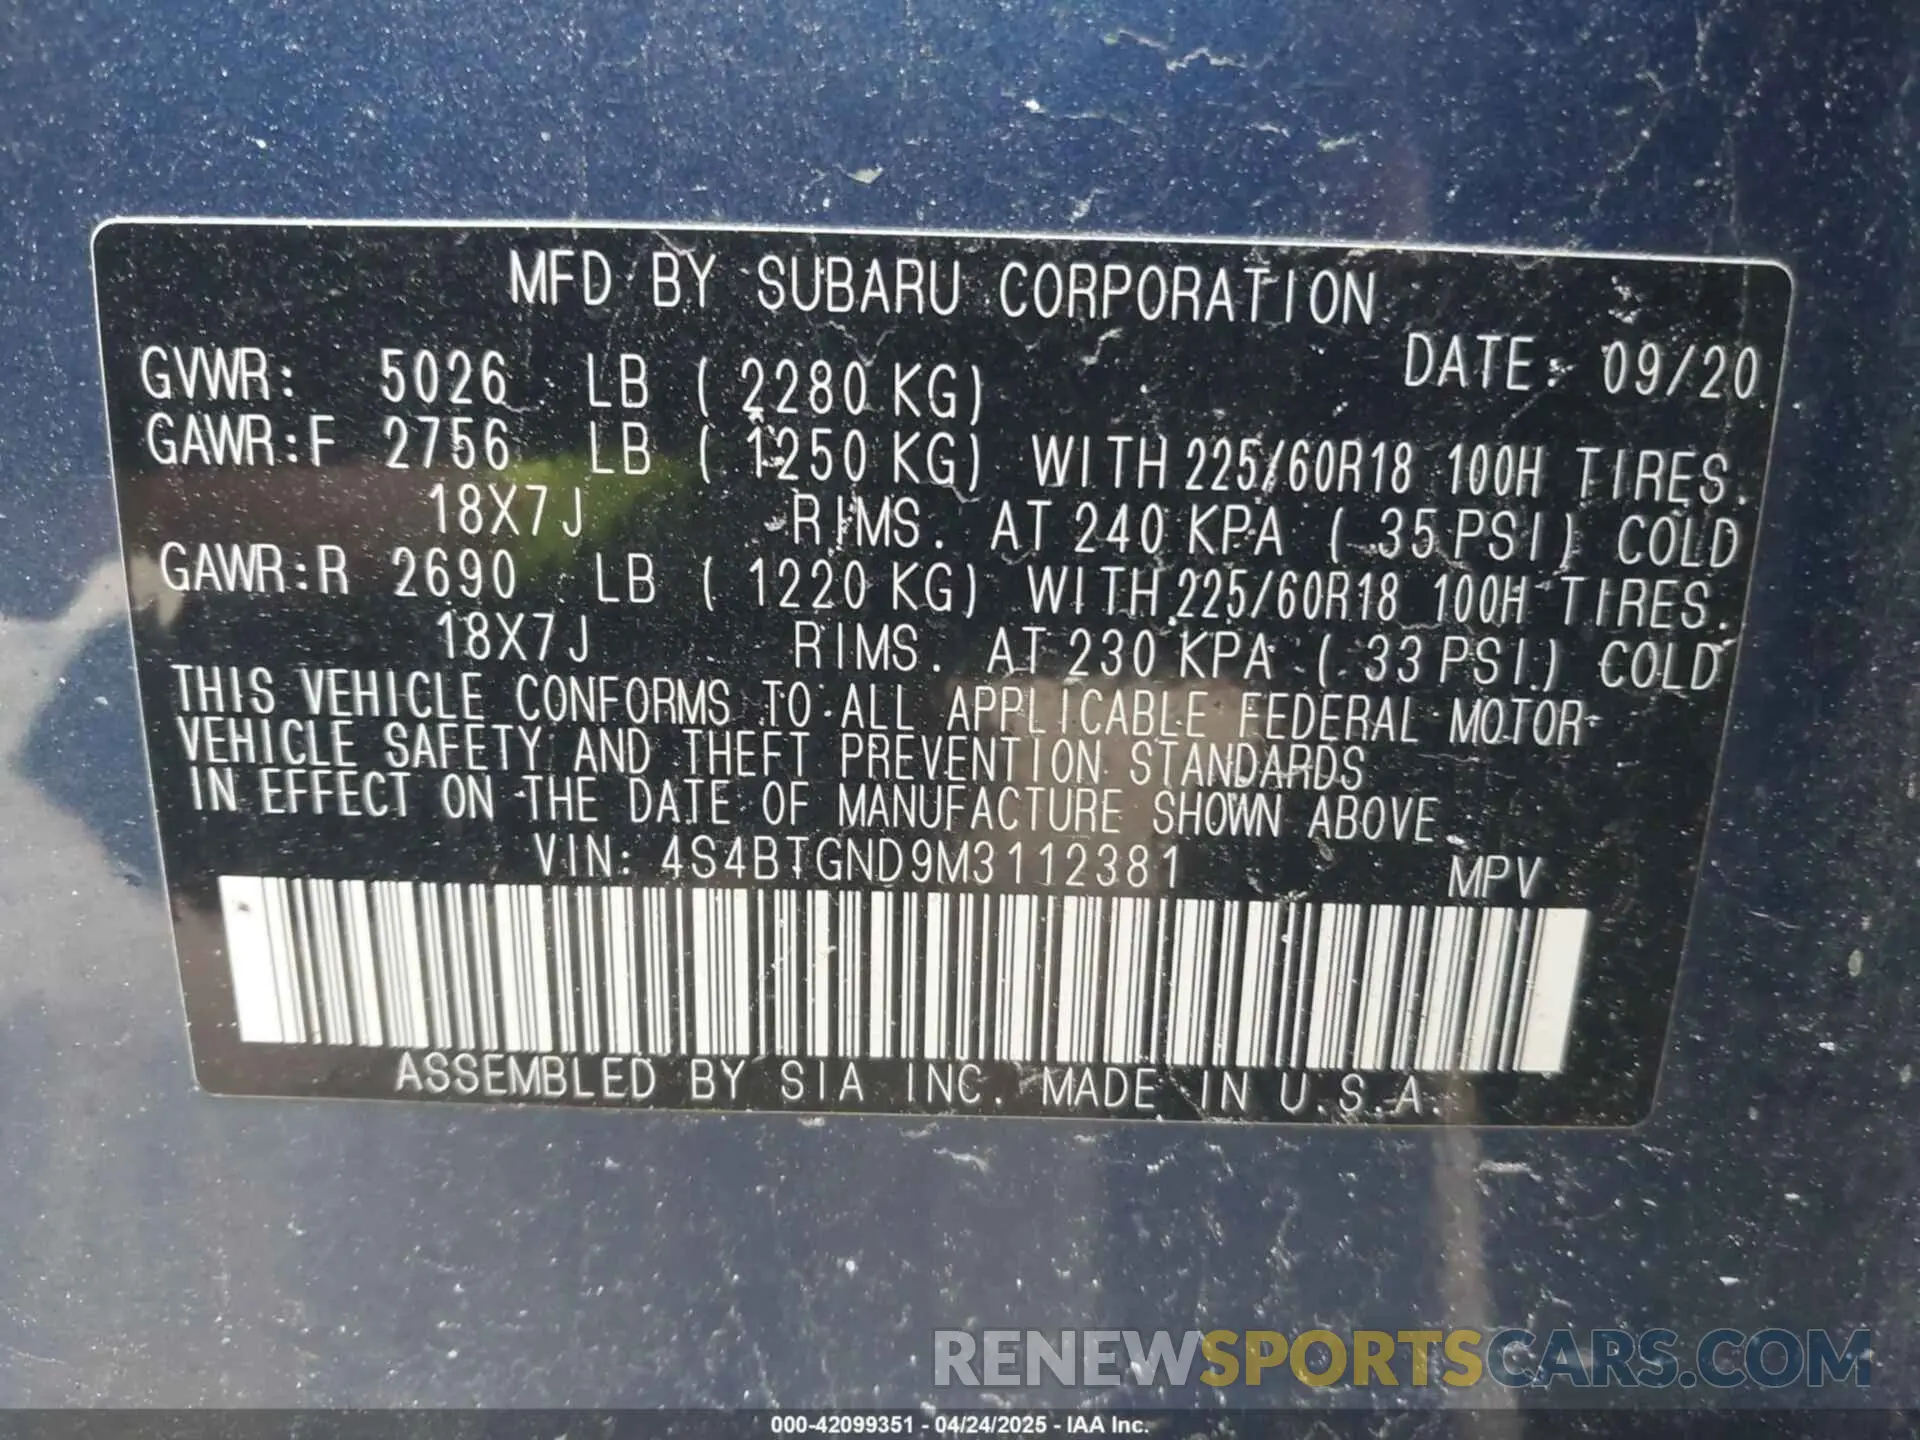 MFD BY SUBARU CORPORATION
DATE: 09/20
GVWR: 5026 LB ( 2280 KG)
GAWR:F 2756 LB ( 1250 KG) WITH 225/60R18 100H TIRES.
18X7J RIMS. AT 240 KPA ( 35 PSI) COLD
GAWR:R 2690 LB ( 1220 KG) WITH 225/60R18 100H TIRES.
18X7J RIMS. AT 230 KPA ( 33 PSI) COLD
THIS VEHICLE CONFORMS TO ALL APPLICABLE FEDERAL MOTOR
VEHICLE SAFETY AND THEFT PREVENTION STANDARDS
IN EFFECT ON THE DATE OF MANUFACTURE SHOWN ABOVE.
VIN: 4S4BTGND9M3112381 MPV
ASSEMBLED BY SIA INC. MADE IN U.S.A.
RENEWSPORTSCARS.COM
000-42099351 - 04/24/2025 - IAA Inc.